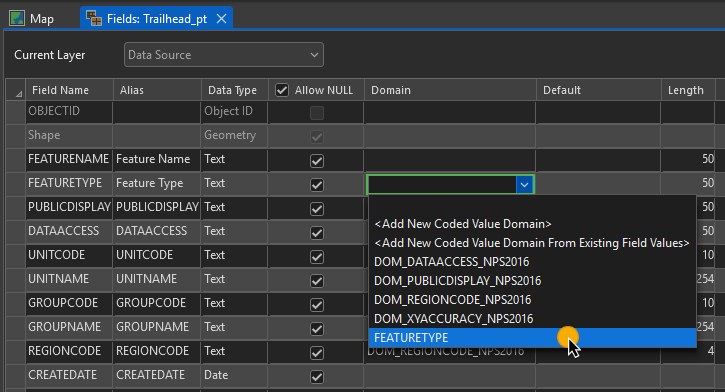 Map Fields: Trailhead_pt
Current Layer Data Source
Field Name Alias Data Type Allow NULL Domain Default Length
OBJECTID Object ID
Shape Geometry
FEATURENAME Feature Name Text 50
FEATURETYPE Feature Type Text 50
PUBLICDISPLAY PUBLICDISPLAY Text 50
<Add New Coded Value Domain>
DATAACCESS DATAACCESS Text 50
<Add New Coded Value Domain From Existing Field Values>
UNITCODE UNITCODE Text 10
DOM_DATAACCESS_NPS2016
UNITNAME UNITNAME Text 254
DOM_PUBLICDISPLAY_NPS2016
GROUPCODE GROUPCODE Text 10
DOM_REGIONCODE_NPS2016
GROUPNAME GROUPNAME Text 254
DOM_XYACCURACY_NPS2016
FEATURETYPE
REGIONCODE REGIONCODE Text DOM_REGIONCODE_NPS2016 4
CREATEDATE CREATEDATE Date